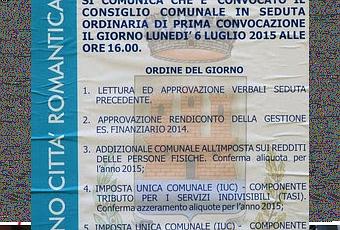 SI COMUNICA CHE E' CONVOCATO IL
CONSIGLIO COMUNALE IN SEDUTA
ORDINARIA DI PRIMA CONVOCAZIONE
IL GIORNO LUNEDI' 6 LUGLIO 2015 ALLE
ORE 16.00.
ORDINE DEL GIORNO
1. LETTURA ED APPROVAZIONE VERBALI SEDUTA
PRECEDENTE.
2. APPROVAZIONE RENDICONTO DELLA GESTIONE
ES. FINANZIARIO 2014.
3. ADDIZIONALE COMUNALE ALL'IMPOSTA SUI REDDITI
DELLE PERSONE FISICHE. Conferma aliquota per
l'anno 2015;
4. IMPOSTA UNICA COMUNALE (IUC) - COMPONENTE
TRIBUTO PER I SERVIZI INDIVISIBILI (TASI).
Conferma azzeramento aliquote per l'anno 2015;
5. IMPOSTA UNICA COMUNALE (IUC) - COMPONENTE
NO CITTA' ROMANTICA